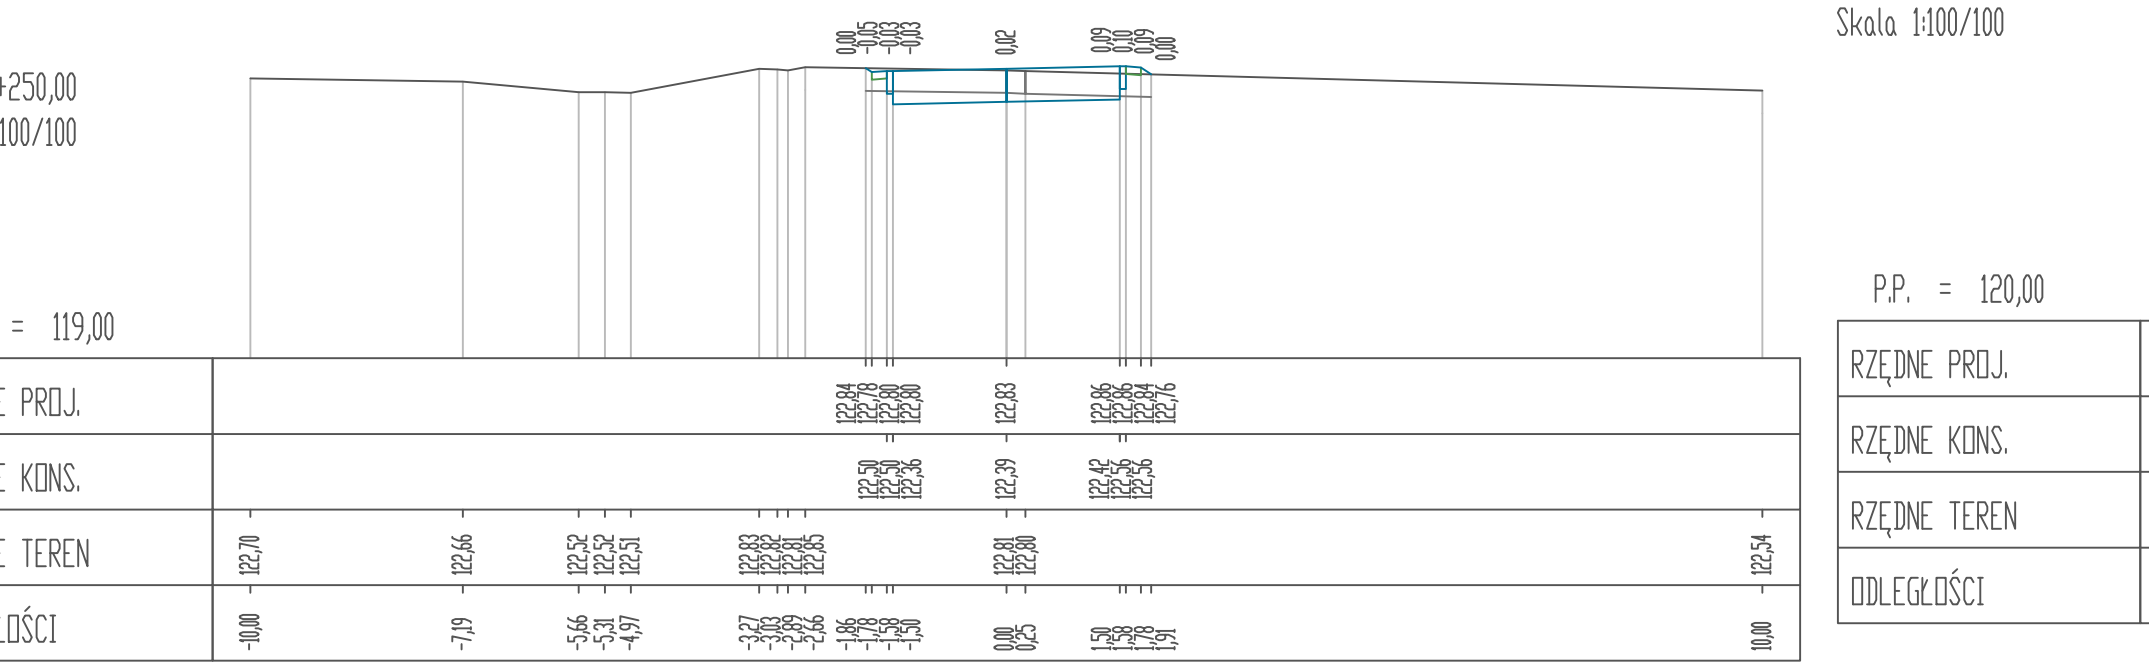 +250,00
100/100
= 119,00
0,00 -0,05 -0,03 -0,03 0,02 0,09 0,10 0,09 0,00
E PROJ. 122,84 122,78 122,80 122,80 122,83 122,86 122,86 122,84 122,76
E KONS. 122,50 122,50 122,36 122,39 122,42 122,56 122,56
E TEREN 122,70 122,66 122,52 122,52 122,51 122,83 122,82 122,81 122,85 122,81 122,80 122,54
OŚCI -10,00 -7,19 -5,66 -5,31 -4,97 -3,27 -3,03 -2,89 -2,66 -1,86 -1,78 -1,58 -1,50 0,00 0,25 1,50 1,58 1,78 1,91 10,00
Skala 1:100/100
P.P. = 120,00
RZĘDNE PROJ.
RZĘDNE KONS.
RZĘDNE TEREN
ODLEGŁOŚCI